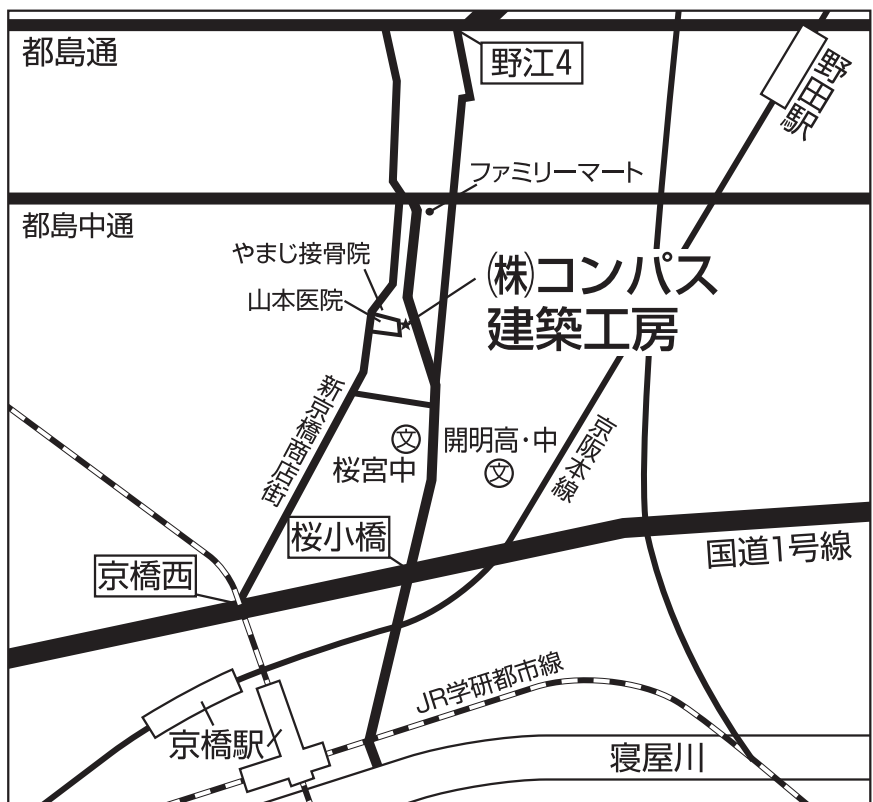 都島通
野江4
野田駅
ファミリーマート
都島中通
やまじ接骨院
山本医院
㈱コンパス
建築工房
新京橋商店街
文
桜宮中
開明高・中
文
京阪本線
桜小橋
国道1号線
京橋西
JR学研都市線
京橋駅
寝屋川